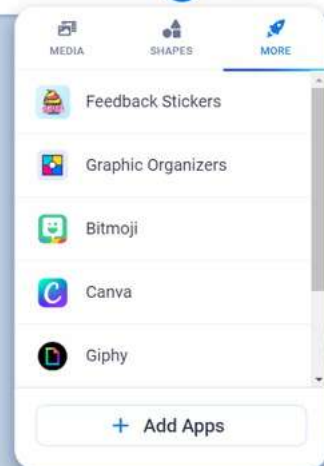 MEDIA SHAPES MORE
Feedback Stickers
Graphic Organizers
Bitmoji
Canva
Giphy
+ Add Apps